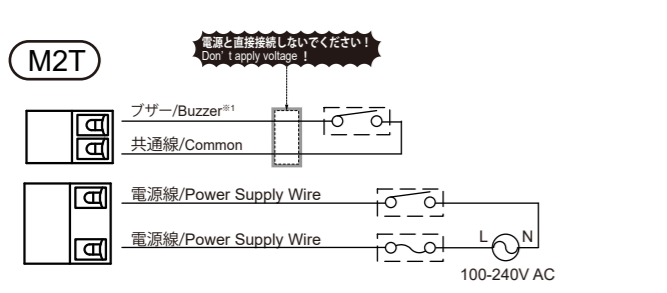 電源と直接接続しないでください！
Don't apply voltage！
M2T
ブザー/Buzzer※1
共通線/Common
電源線/Power Supply Wire
電源線/Power Supply Wire
L N
100-240V AC